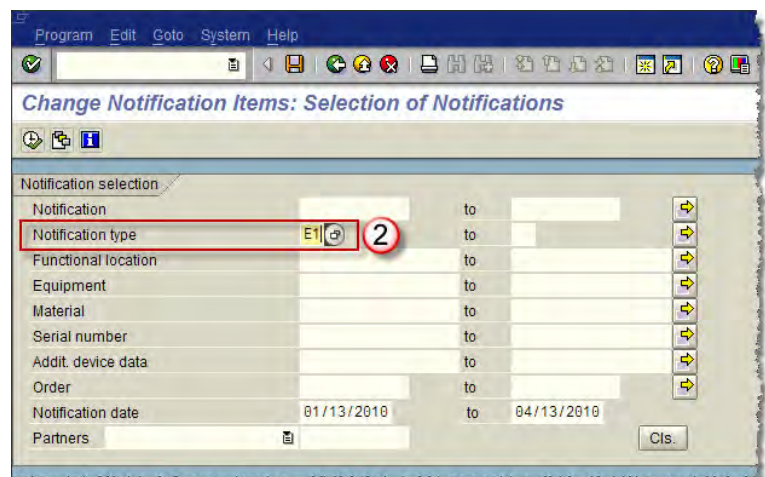 Program Edit Goto System Help
Change Notification Items: Selection of Notifications
Notification selection
Notification to
Notification type E1 to
2
Functional location to
Equipment to
Material to
Serial number to
Addit. device data to
Order to
Notification date 01/13/2010 to 04/13/2010
Partners Cls.